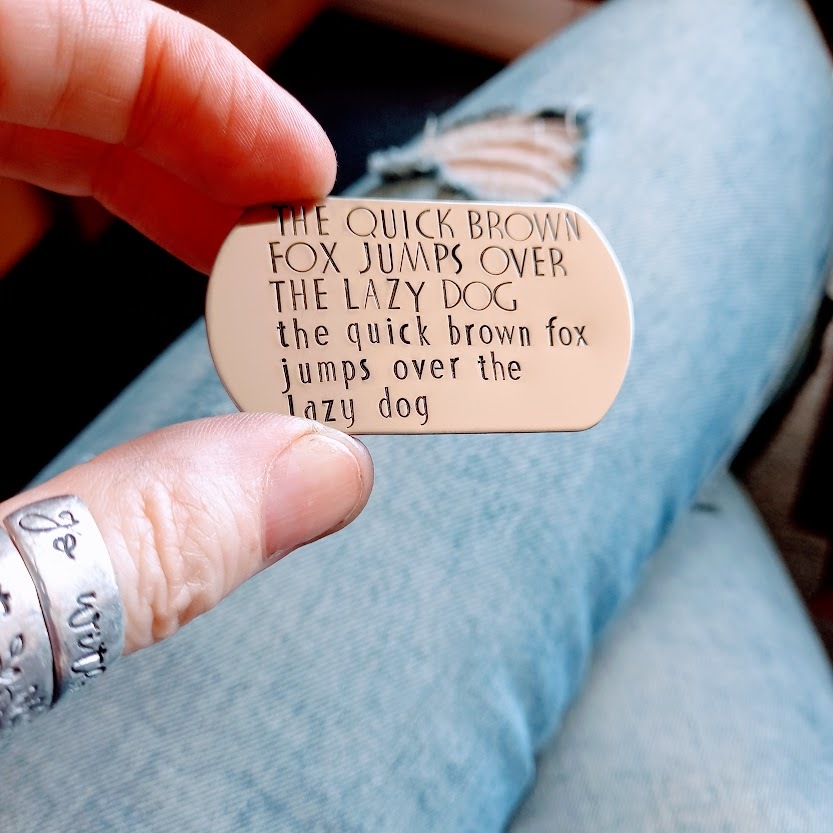 THE QUICK BROWN
FOX JUMPS OVER
THE LAZY DOG
the quick brown fox
jumps over the
lazy dog